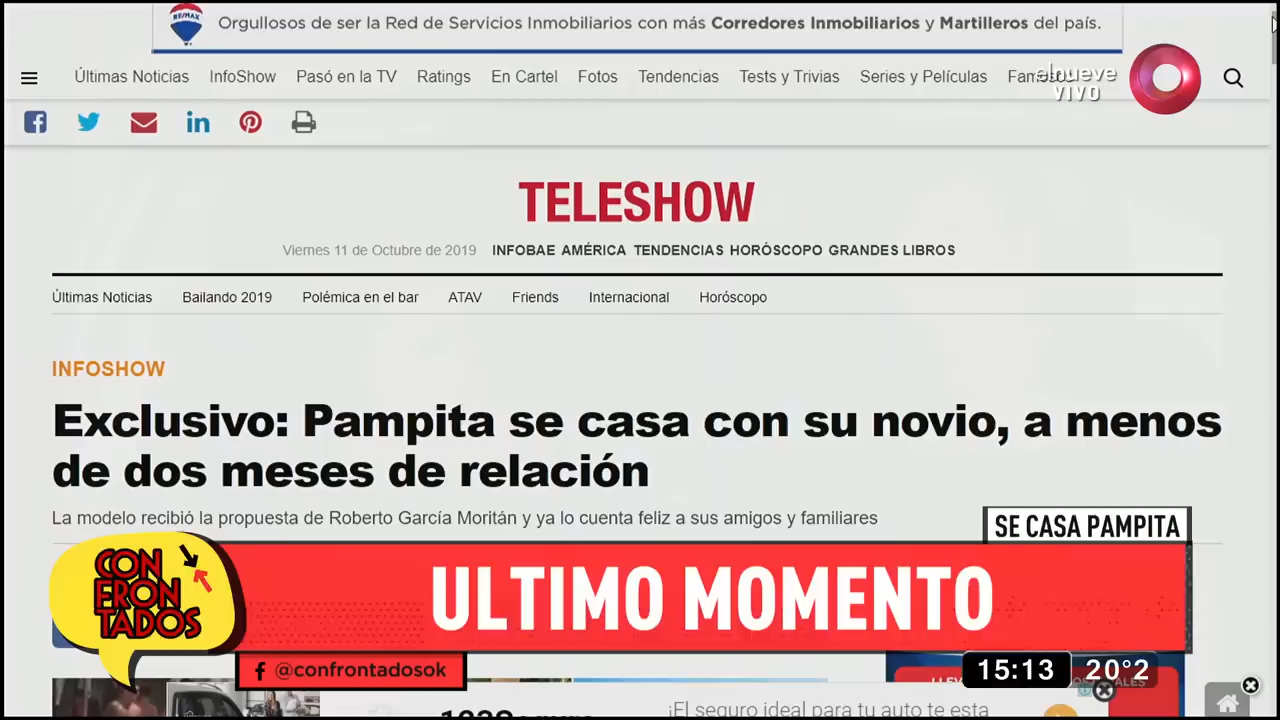 RE/MAX
Orgullosos de ser la Red de Servicios Inmobiliarios con más Corredores Inmobiliarios y Martilleros del país.
Últimas Noticias InfoShow Pasó en la TV Ratings En Cartel Fotos Tendencias Tests y Trivias Series y Películas
elnueve
VIVO
TELESHOW
Viernes 11 de Octubre de 2019 INFOBAE AMÉRICA TENDENCIAS HORÓSCOPO GRANDES LIBROS
Últimas Noticias Bailando 2019 Polémica en el bar ATAV Friends Internacional Horóscopo
INFOSHOW
Exclusivo: Pampita se casa con su novio, a menos
de dos meses de relación
La modelo recibió la propuesta de Roberto García Moritán y ya lo cuenta feliz a sus amigos y familiares
SE CASA PAMPITA
CONFRONTADOS
ULTIMO MOMENTO
@confrontadosok
15:13 20°2
¡El seguro ideal para tu auto te esta